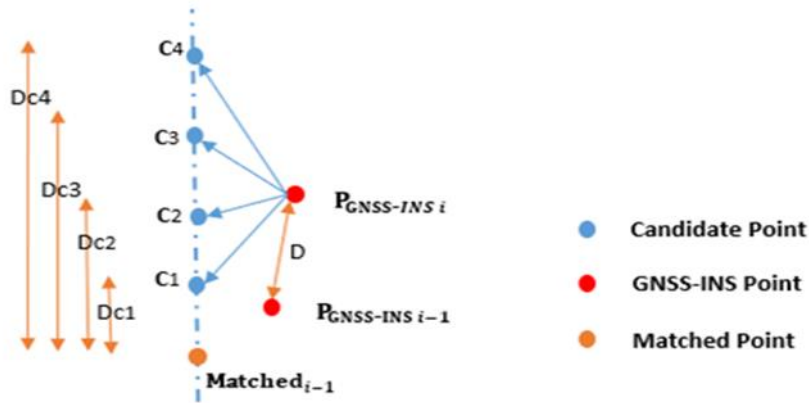 C4
Dc4
C3
Dc3
P_GNSS-INS i
C2
Candidate Point
Dc2
D
C1
GNSS-INS Point
Dc1
P_GNSS-INS i−1
Matched Point
Matched_i−1